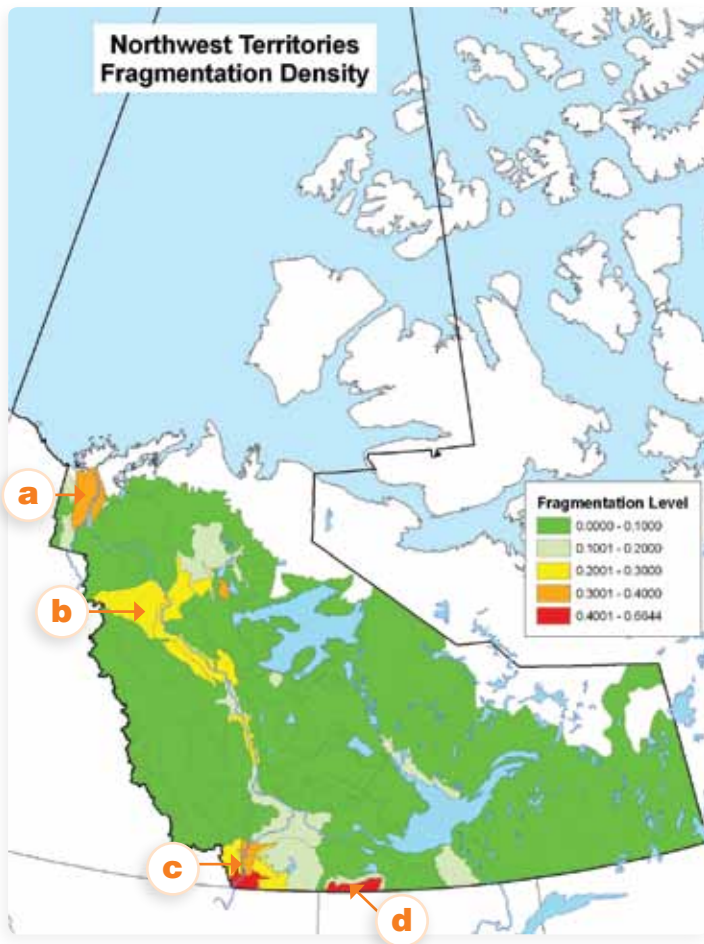 Northwest Territories
Fragmentation Density
a
Fragmentation Level
0.0000 - 0.1000
0.1001 - 0.2000
0.2001 - 0.3000
0.3001 - 0.4000
0.4001 - 0.6644
b
c
d